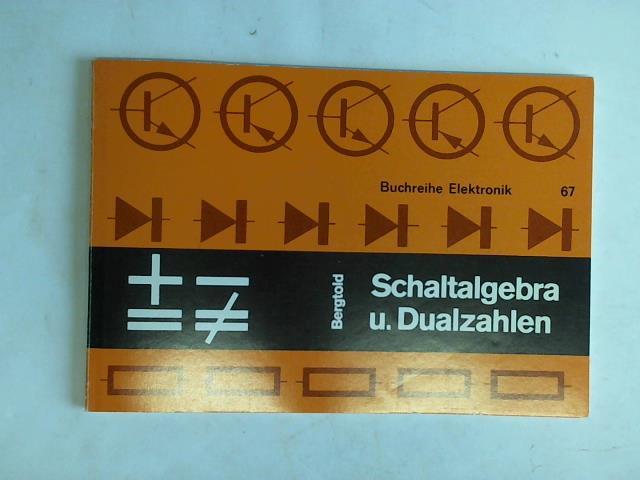 Buchreihe Elektronik 67
+ −
= ≠
Bergtold
Schaltalgebra
u. Dualzahlen